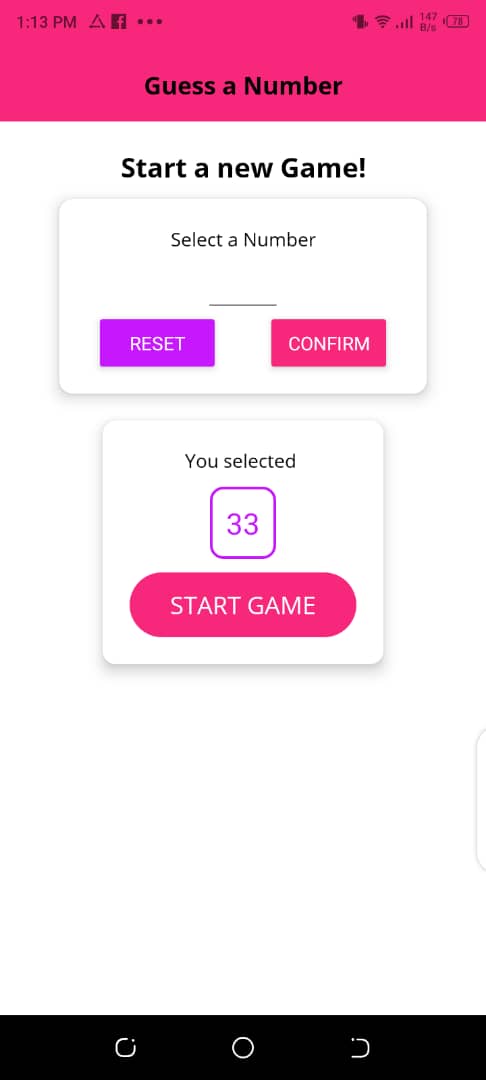 1:13 PM
147
B/s
78
Guess a Number
Start a new Game!
Select a Number
RESET
CONFIRM
You selected
33
START GAME